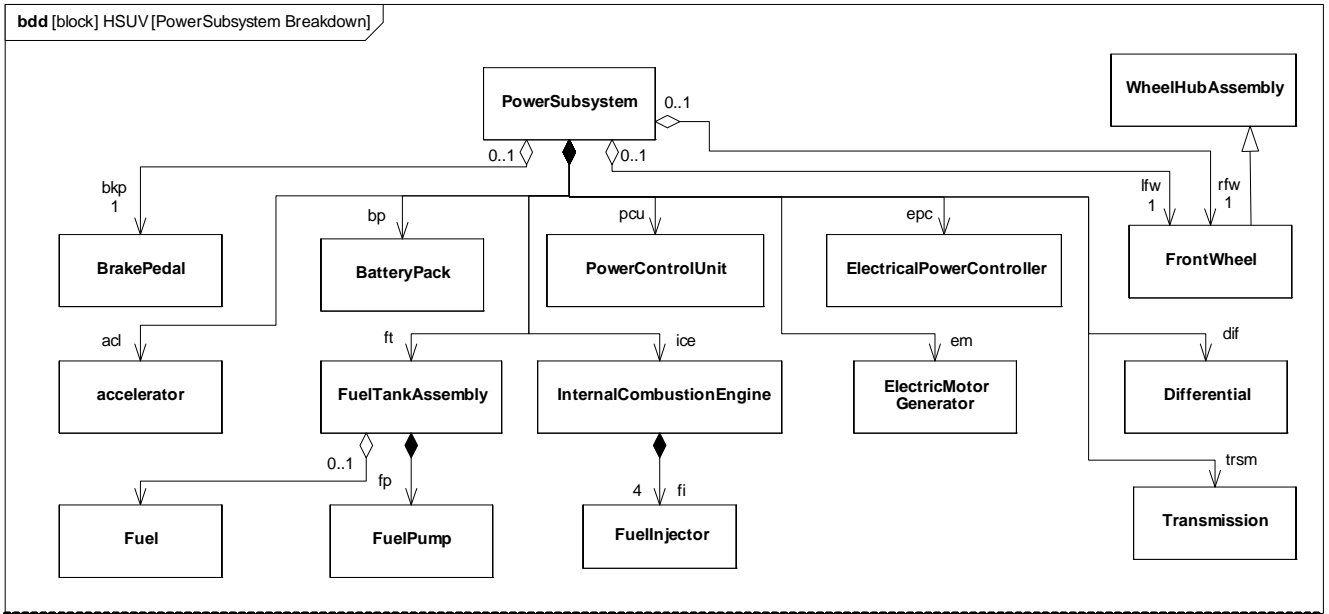 bdd [block] HSUV [PowerSubsystem Breakdown]
PowerSubsystem
0..1
WheelHubAssembly
0..1
0..1
bkp
1
bp
pcu
epc
lfw
1
rfw
1
BrakePedal
BatteryPack
PowerControlUnit
ElectricalPowerController
FrontWheel
acl
ft
ice
em
dif
accelerator
FuelTankAssembly
InternalCombustionEngine
ElectricMotor
Generator
Differential
0..1
fp
4
fi
trsm
Fuel
FuelPump
FuelInjector
Transmission